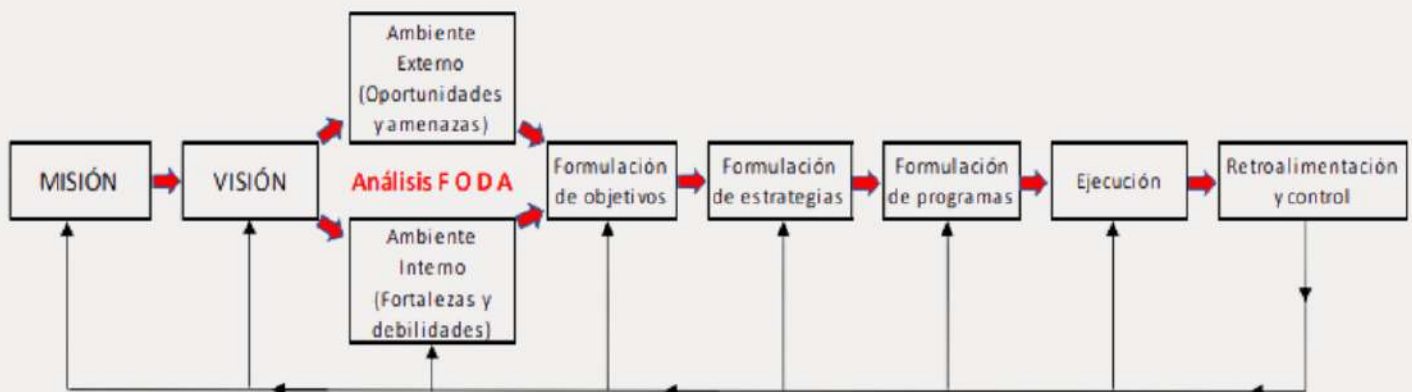 MISIÓN
VISIÓN
Ambiente
Externo
(Oportunidades
y amenazas)
Análisis F O D A
Ambiente
Interno
(Fortalezas y
debilidades)
Formulación
de objetivos
Formulación
de estrategias
Formulación
de programas
Ejecución
Retroalimentación
y control